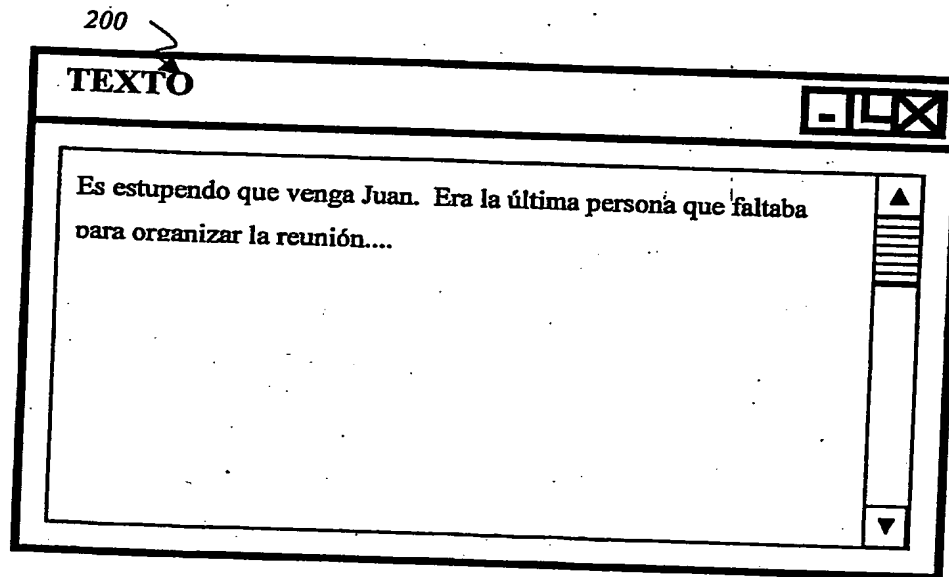 200
TEXTO
Es estupendo que venga Juan. Era la última persona que faltaba
para organizar la reunión....